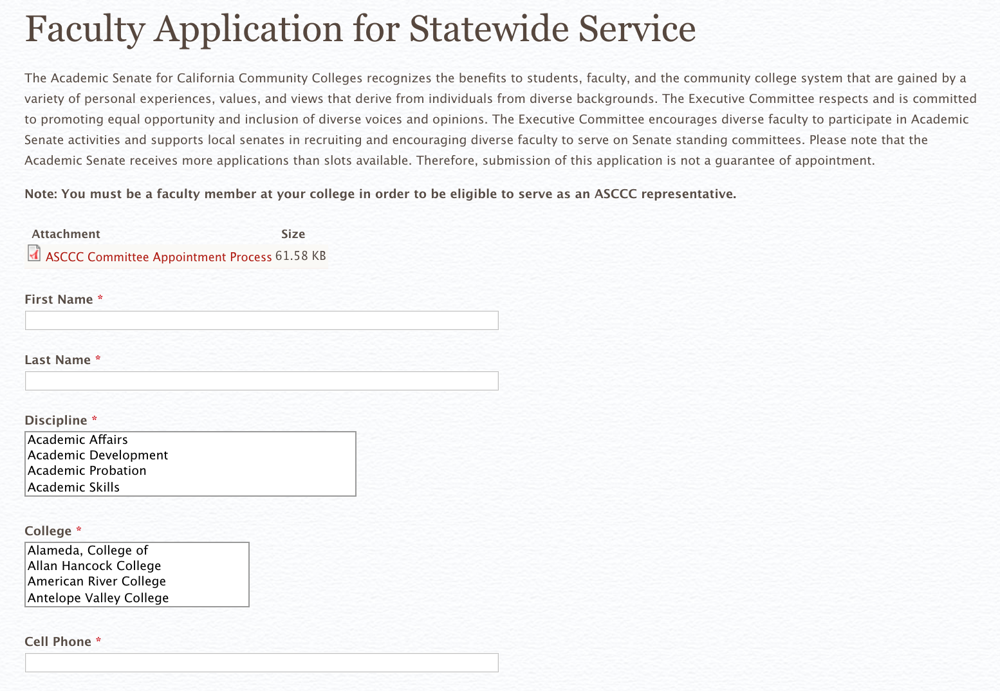 Faculty Application for Statewide Service
The Academic Senate for California Community Colleges recognizes the benefits to students, faculty, and the community college system that are gained by a
variety of personal experiences, values, and views that derive from individuals from diverse backgrounds. The Executive Committee respects and is committed
to promoting equal opportunity and inclusion of diverse voices and opinions. The Executive Committee encourages diverse faculty to participate in Academic
Senate activities and supports local senates in recruiting and encouraging diverse faculty to serve on Senate standing committees. Please note that the
Academic Senate receives more applications than slots available. Therefore, submission of this application is not a guarantee of appointment.
Note: You must be a faculty member at your college in order to be eligible to serve as an ASCCC representative.
Attachment Size
ASCCC Committee Appointment Process 61.58 KB
First Name *
Last Name *
Discipline *
Academic Affairs
Academic Development
Academic Probation
Academic Skills
College *
Alameda, College of
Allan Hancock College
American River College
Antelope Valley College
Cell Phone *